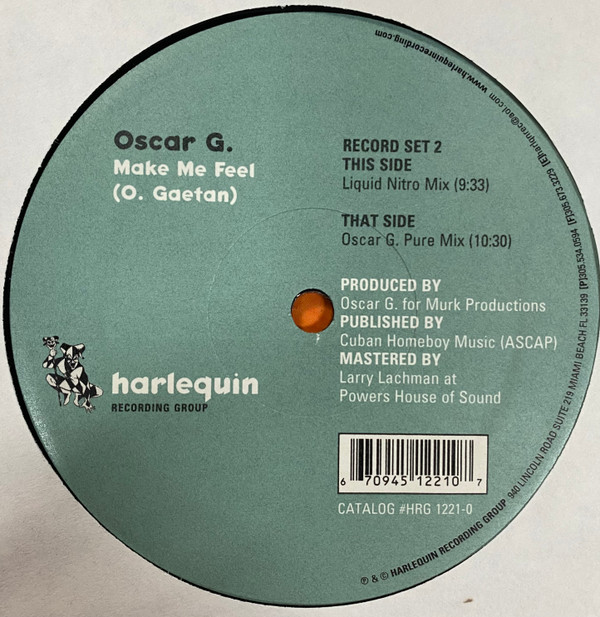 Oscar G.
Make Me Feel
(O. Gaetan)
RECORD SET 2
THIS SIDE
Liquid Nitro Mix (9:33)
THAT SIDE
Oscar G. Pure Mix (10:30)
PRODUCED BY
Oscar G. for Murk Productions
PUBLISHED BY
Cuban Homeboy Music (ASCAP)
MASTERED BY
Larry Lachman at
Powers House of Sound
harlequin
RECORDING GROUP
6 70945 12210 7
CATALOG #HRG 1221-0
℗ & © HARLEQUIN RECORDING GROUP 940 LINCOLN ROAD SUITE 219 MIAMI BEACH FL 33139 [P]305.534.0594 [F]305.673.3229 [E]harlqnrec@aol.com www.harlequinrecording.com